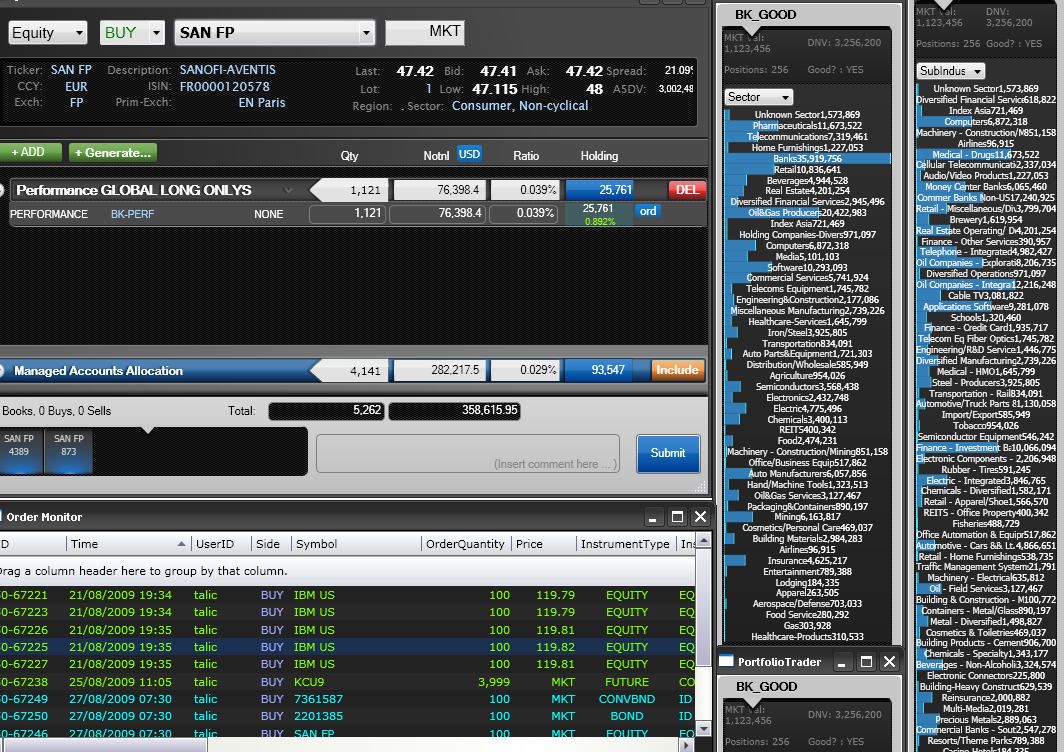 Equity BUY SAN FP MKT
Ticker: SAN FP Description: SANOFI-AVENTIS Last: 47.42 Bid: 47.41 Ask: 47.42 Spread: 21.09%
CCY: EUR ISIN: FR0000120578 Lot: 1 Low: 47.115 High: 48 A5DV: 3,002,48
Exch: FP Prim-Exch: EN Paris Region: . Sector: Consumer, Non-cyclical
+ ADD + Generate...
Qty Notnl USD Ratio Holding
Performance GLOBAL LONG ONLYS 1,121 76,398.4 0.039% 25,761 DEL
PERFORMANCE BK-PERF NONE 1,121 76,398.4 0.039% 25,761 ord
0.892%
Managed Accounts Allocation 4,141 282,217.5 0.029% 93,547 Include
Books, 0 Buys, 0 Sells Total: 5,262 358,615.95
SAN FP SAN FP
4389 873
(Insert comment here ... )
Submit
Order Monitor
D Time UserID Side Symbol OrderQuantity Price InstrumentType Ins
Drag a column header here to group by that column.
0-67221 21/08/2009 19:34 talic BUY IBM US 100 119.79 EQUITY EQ
0-67223 21/08/2009 19:34 talic BUY IBM US 100 119.79 EQUITY EQ
0-67226 21/08/2009 19:35 talic BUY IBM US 100 119.81 EQUITY EQ
0-67225 21/08/2009 19:35 talic BUY IBM US 100 119.82 EQUITY EQ
0-67227 21/08/2009 19:35 talic BUY IBM US 100 119.81 EQUITY EQ
0-67238 25/08/2009 11:05 talic BUY KCU9 3,999 MKT FUTURE CO
0-67249 27/08/2009 07:30 talic BUY 7361587 100 MKT CONVBND ID
0-67250 27/08/2009 07:30 talic BUY 2201385 100 MKT BOND ID
0-67246 27/08/2009 07:30 talic BUY SAN FP 100 MKT EQUITY EQ
BK_GOOD
MKT Val:
1,123,456 DNV: 3,256,200
Positions: 256 Good? : YES
Sector
Unknown Sector1,573,869
Pharmaceuticals11,673,522
Telecommunications7,319,461
Home Furnishings1,227,053
Banks35,919,756
Retail10,836,641
Beverages4,944,528
Real Estate4,201,254
Diversified Financial Services2,945,496
Oil&Gas Producers20,422,983
Index Asia721,469
Holding Companies-Divers971,097
Computers6,872,318
Media5,101,103
Software10,293,093
Commercial Services5,741,924
Telecoms Equipment1,745,782
Engineering&Construction2,177,086
Miscellaneous Manufacturing2,739,226
Healthcare-Services1,645,799
Iron/Steel3,925,805
Transportation834,091
Auto Parts&Equipment1,721,303
Distribution/Wholesale585,949
Agriculture954,026
Semiconductors3,568,438
Electronics2,432,748
Electric4,775,496
Chemicals3,400,113
REITS400,342
Food2,474,231
Machinery - Construction/Mining851,158
Office/Business Equip517,862
Auto Manufacturers6,057,856
Hand/Machine Tools1,323,513
Oil&Gas Services3,127,467
Packaging&Containers890,197
Mining6,163,817
Cosmetics/Personal Care469,037
Building Materials2,984,283
Airlines96,915
Insurance4,625,217
Entertainment789,388
Lodging184,335
Apparel263,505
Aerospace/Defense703,033
Food Service280,292
Gas303,928
Healthcare-Products310,533
PortfolioTrader
BK_GOOD
MKT Val:
1,123,456 DNV: 3,256,200
Positions: 256 Good? : YES
MKT Val: DNV:
1,123,456 3,256,200
Positions: 256 Good? : YES
SubIndus
Unknown Sector1,573,869
Diversified Financial Service618,822
Index Asia721,469
Computers6,872,318
Machinery - Construction/M851,158
Airlines96,915
Medical - Drugs11,673,522
Cellular Telecommunicati2,337,034
Audio/Video Products1,227,053
Money Center Banks6,065,460
Commer Banks Non-US17,240,925
Retail - Miscellaneous/Div3,799,704
Brewery1,619,954
Real Estate Operating/ D4,201,254
Finance - Other Services390,957
Telephone - Integrated4,982,427
Oil Companies - Explorati8,206,735
Diversified Operations971,097
Oil Companies - Integra12,216,248
Cable TV3,081,822
Applications Software9,281,078
Schools1,320,460
Finance - Credit Card1,935,717
Telecom Eq Fiber Optics1,745,782
Engineering/R&D Service1,446,775
Diversified Manufacturing2,739,226
Medical - HMO1,645,799
Steel - Producers3,925,805
Transportation - Rail834,091
Automotive/Truck Parts &1,130,058
Import/Export585,949
Tobacco954,026
Semiconductor Equipment546,242
Finance - Investment B10,066,094
Electronic Components - 2,206,948
Rubber - Tires591,245
Electric - Integrated3,846,765
Chemicals - Diversified1,582,171
Retail - Apparel/Shoe1,566,570
REITS - Office Property400,342
Fisheries488,729
Office Automation & Equip517,862
Automotive - Cars && Lt.4,866,651
Retail - Home Furnishings538,735
Traffic Management System21,791
Machinery - Electrical635,812
Oil - Field Services3,127,467
Building & Construction - M100,772
Containers - Metal/Glass890,197
Metal - Diversified1,498,827
Cosmetics & Toiletries469,037
Building Products - Cement906,700
Chemicals - Specialty1,343,177
Beverages - Non-Alcoholi3,324,574
Electronic Connectors225,800
Building-Heavy Construct629,539
Reinsurance2,000,882
Multi-Media2,019,281
Precious Metals2,889,063
Commercial Banks - Sout2,547,278
Resorts/Theme Parks789,388
Casino Hotels184,335